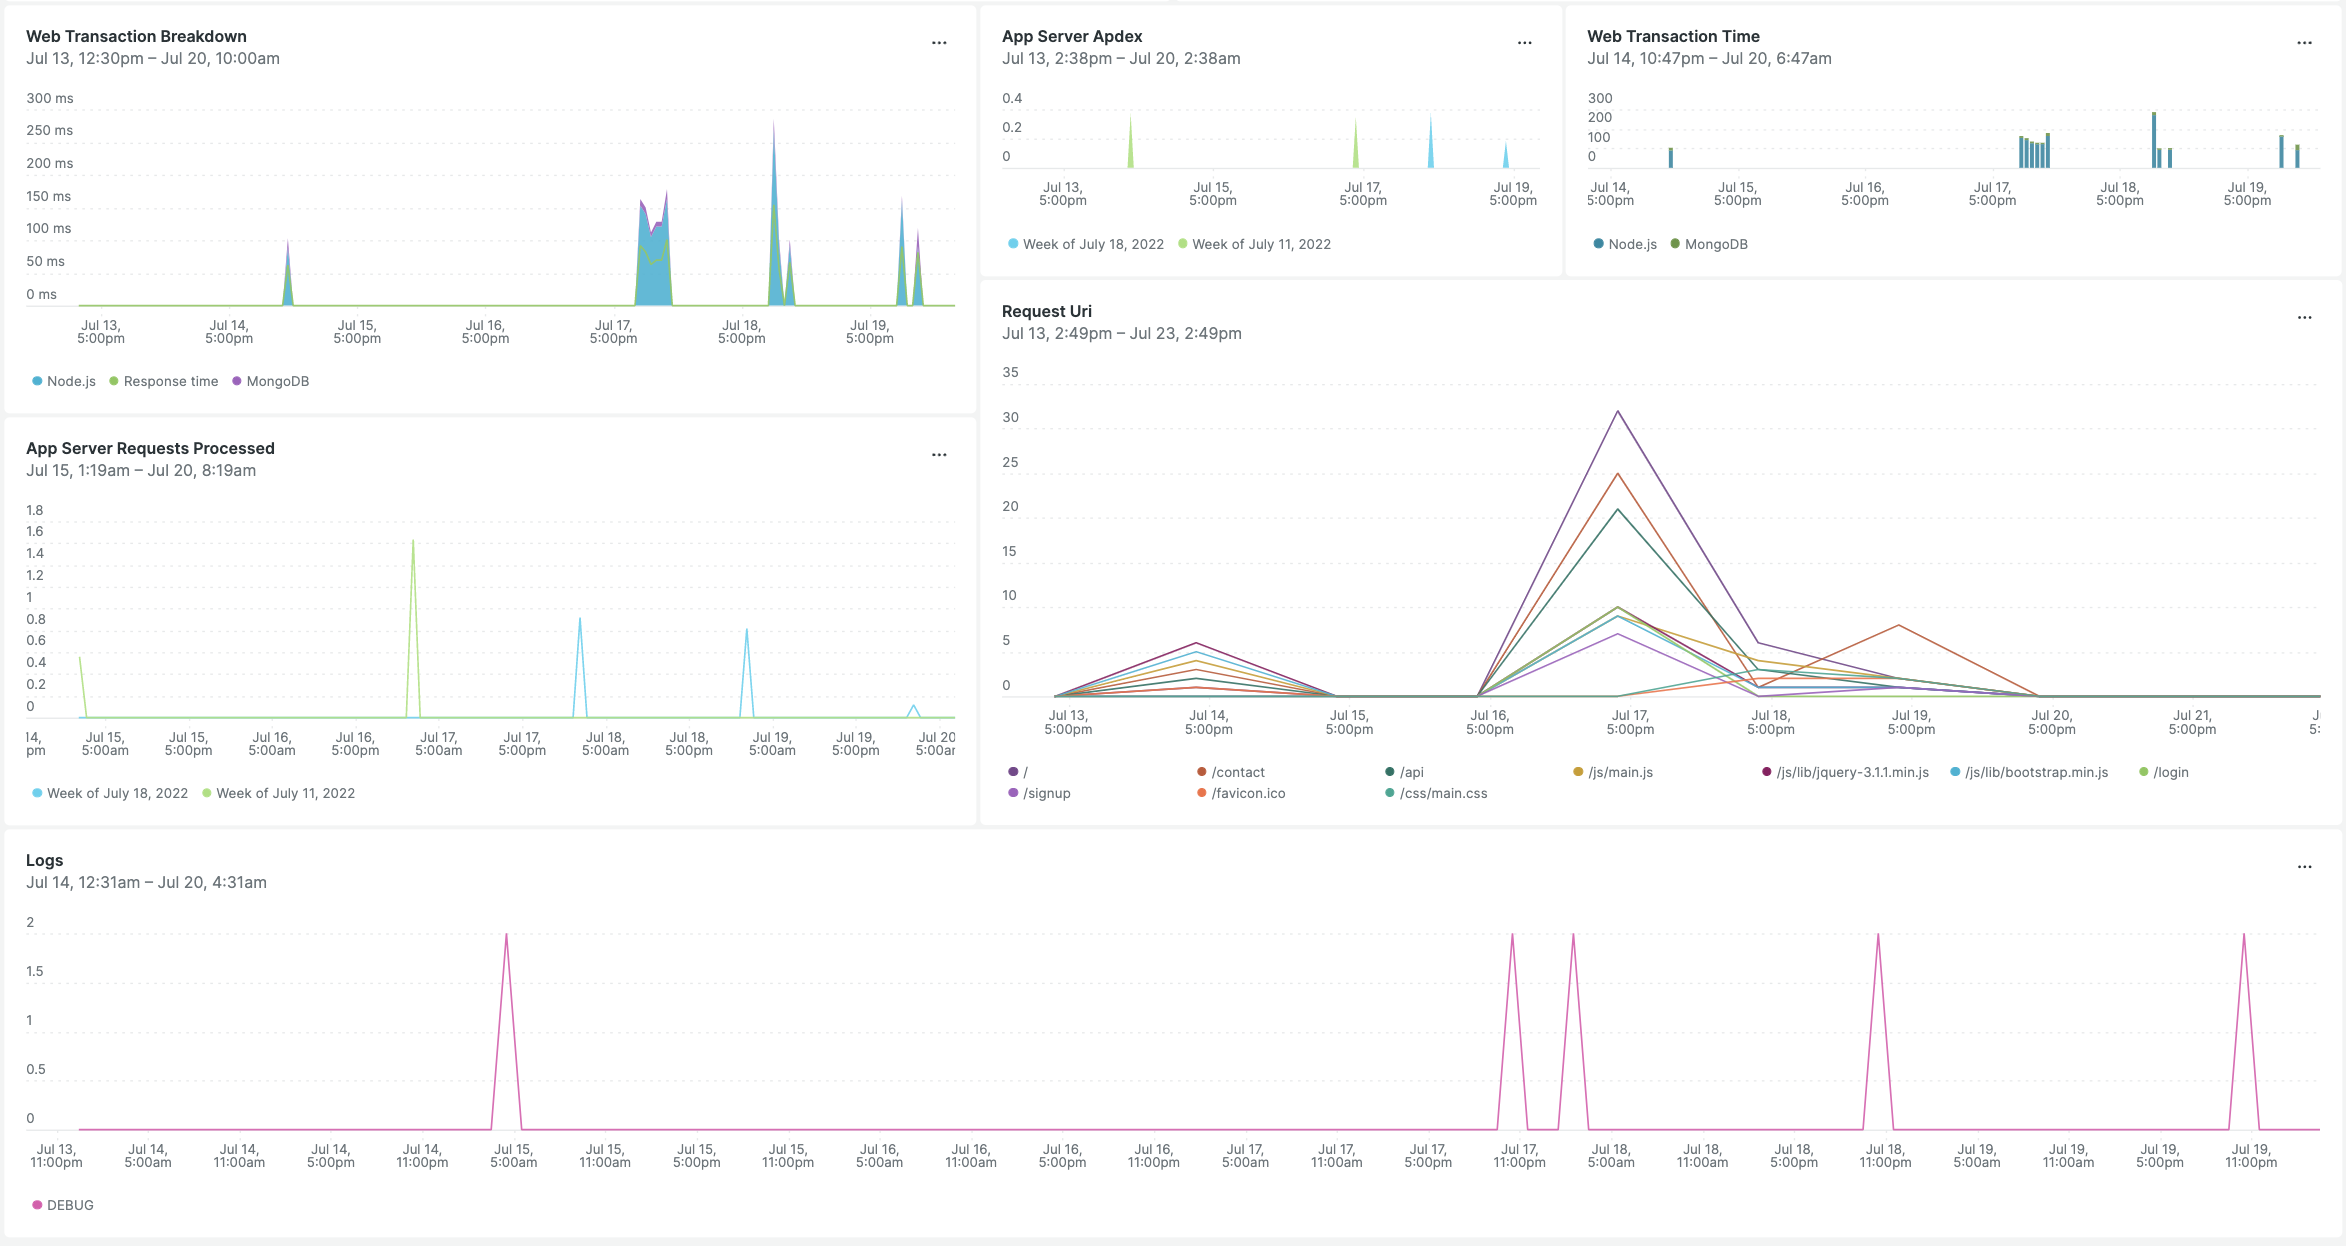 Web Transaction Breakdown
Jul 13, 12:30pm – Jul 20, 10:00am
300 ms
250 ms
200 ms
150 ms
100 ms
50 ms
0 ms
Jul 13, 5:00pm
Jul 14, 5:00pm
Jul 15, 5:00pm
Jul 16, 5:00pm
Jul 17, 5:00pm
Jul 18, 5:00pm
Jul 19, 5:00pm
Node.js Response time MongoDB
App Server Apdex
Jul 13, 2:38pm – Jul 20, 2:38am
0.4
0.2
0
Jul 13, 5:00pm
Jul 15, 5:00pm
Jul 17, 5:00pm
Jul 19, 5:00pm
Week of July 18, 2022 Week of July 11, 2022
Web Transaction Time
Jul 14, 10:47pm – Jul 20, 6:47am
300
200
100
0
Jul 14, 5:00pm
Jul 15, 5:00pm
Jul 16, 5:00pm
Jul 17, 5:00pm
Jul 18, 5:00pm
Jul 19, 5:00pm
Node.js MongoDB
App Server Requests Processed
Jul 15, 1:19am – Jul 20, 8:19am
1.8
1.6
1.4
1.2
1
0.8
0.6
0.4
0.2
0
14, pm
Jul 15, 5:00am
Jul 15, 5:00pm
Jul 16, 5:00am
Jul 16, 5:00pm
Jul 17, 5:00am
Jul 17, 5:00pm
Jul 18, 5:00am
Jul 18, 5:00pm
Jul 19, 5:00am
Jul 19, 5:00pm
Jul 20 5:00a
Week of July 18, 2022 Week of July 11, 2022
Request Uri
Jul 13, 2:49pm – Jul 23, 2:49pm
35
30
25
20
15
10
5
0
Jul 13, 5:00pm
Jul 14, 5:00pm
Jul 15, 5:00pm
Jul 16, 5:00pm
Jul 17, 5:00pm
Jul 18, 5:00pm
Jul 19, 5:00pm
Jul 20, 5:00pm
Jul 21, 5:00pm
J 5:
/ /contact /api /js/main.js /js/lib/jquery-3.1.1.min.js /js/lib/bootstrap.min.js /login
/signup /favicon.ico /css/main.css
Logs
Jul 14, 12:31am – Jul 20, 4:31am
2
1.5
1
0.5
0
Jul 13, 11:00pm
Jul 14, 5:00am
Jul 14, 11:00am
Jul 14, 5:00pm
Jul 14, 11:00pm
Jul 15, 5:00am
Jul 15, 11:00am
Jul 15, 5:00pm
Jul 15, 11:00pm
Jul 16, 5:00am
Jul 16, 11:00am
Jul 16, 5:00pm
Jul 16, 11:00pm
Jul 17, 5:00am
Jul 17, 11:00am
Jul 17, 5:00pm
Jul 17, 11:00pm
Jul 18, 5:00am
Jul 18, 11:00am
Jul 18, 5:00pm
Jul 18, 11:00pm
Jul 19, 5:00am
Jul 19, 11:00am
Jul 19, 5:00pm
Jul 19, 11:00pm
DEBUG